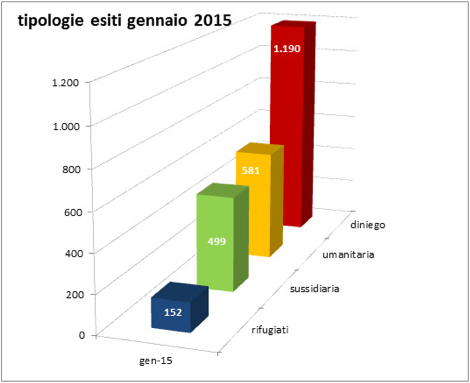 tipologie esiti gennaio 2015
1.190
1.200
1.000
800
600
400
200
0
581
499
152
diniego
umanitaria
sussidiaria
rifugiati
gen-15